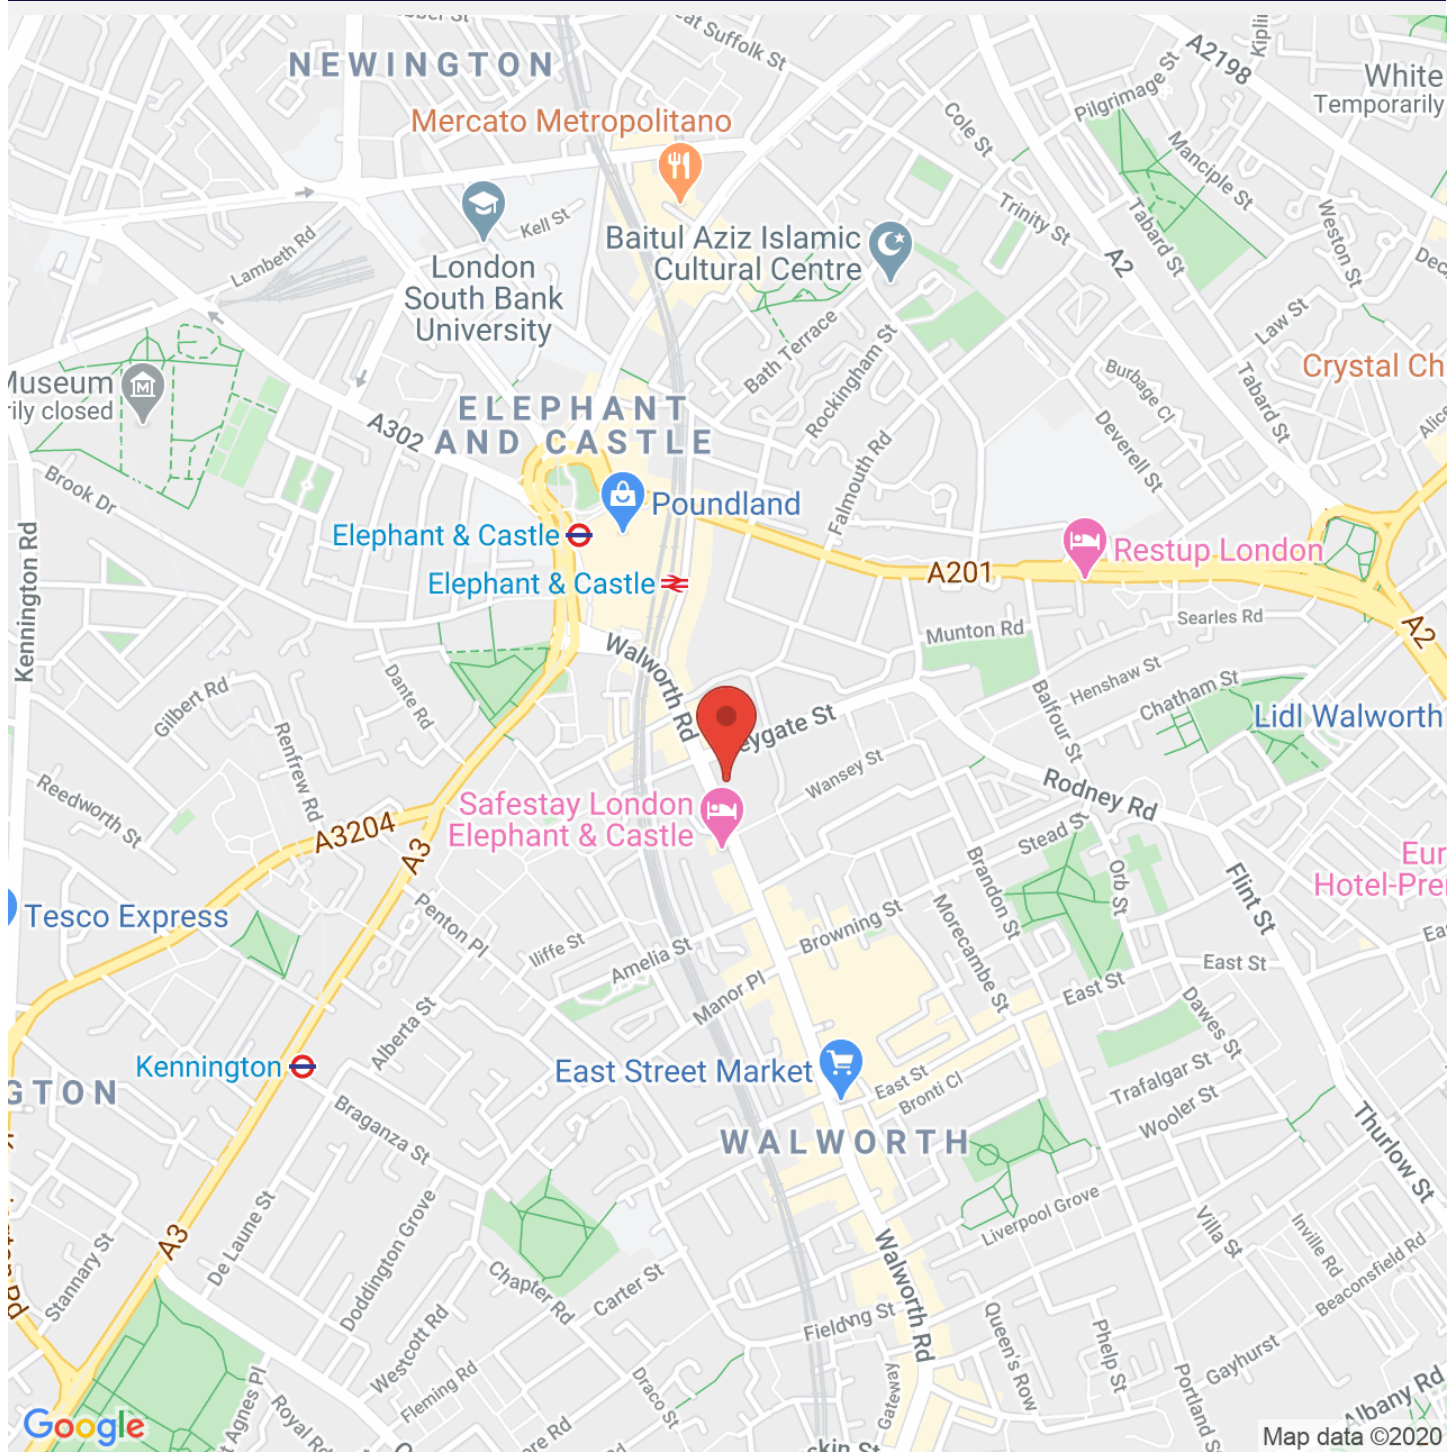 eat Suffolk St
A2198
NEWINGTON
White
Temporarily
Pilgrimage St
Mercato Metropolitano
Cole St
Manciple St
Kell St
Trinity St
Tabard St
Weston St
Lambeth Rd
London
South Bank
University
Baitul Aziz Islamic
Cultural Centre
A2
Law St
Bath Terrace
Rockingham St
Museum
rily closed
Burbage Cl
Crystal Ch
Tabard St
ELEPHANT
AND CASTLE
A302
Deverell St
Falmouth Rd
Brook Dr
Poundland
Elephant & Castle
Restup London
A201
Elephant & Castle
Kennington Rd
Searles Rd
A2
Munton Rd
Walworth Rd
Henshaw St
Chatham St
Dante Rd
Gilbert Rd
Balfour St
Lidl Walworth
eygate St
Renfrew Rd
Wansey St
Rodney Rd
Reedworth St
Safestay London
Elephant & Castle
A3204
A3
Stead St
Orb St
Eur
Hotel-Prei
Flint St
Brandon St
Tesco Express
Penton Pl
Iliffe St
Amelia St
Browning St
Morecambe St
East St
East St
Manor Pl
Dawes St
Alberta St
Kennington
East Street Market
East St
Bronti Cl
Trafalgar St
Wooler St
GTON
Braganza St
WALWORTH
Thurlow St
Liverpool Grove
De Laune St
Doddington Grove
A3
Villa St
Inville Rd
Beaconsfield Rd
Stannary St
Chapter Rd
Carter St
Walworth Rd
Westcott Rd
Fielding St
Queen's Row
Phelp St
Gayhurst
Fleming Rd
Draco St
Gateway
Portland S
Albany Rd
t Agnes Pl
Royal Rd
Google
Map data ©2020